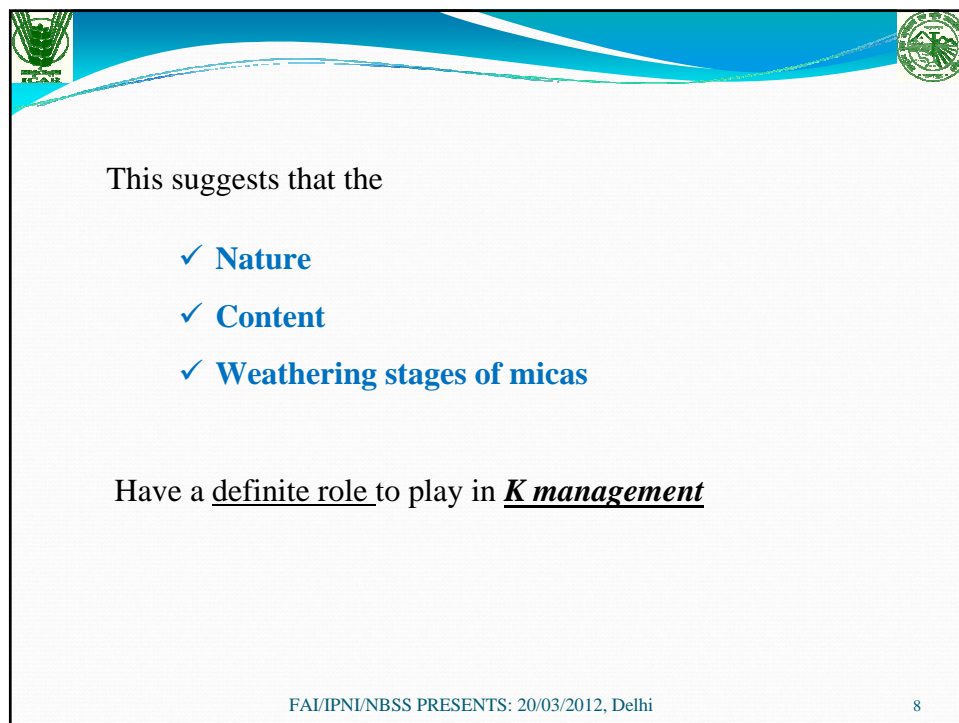 ICAR
This suggests that the
✓ Nature
✓ Content
✓ Weathering stages of micas
Have a definite role to play in K management
FAI/IPNI/NBSS PRESENTS: 20/03/2012, Delhi 8